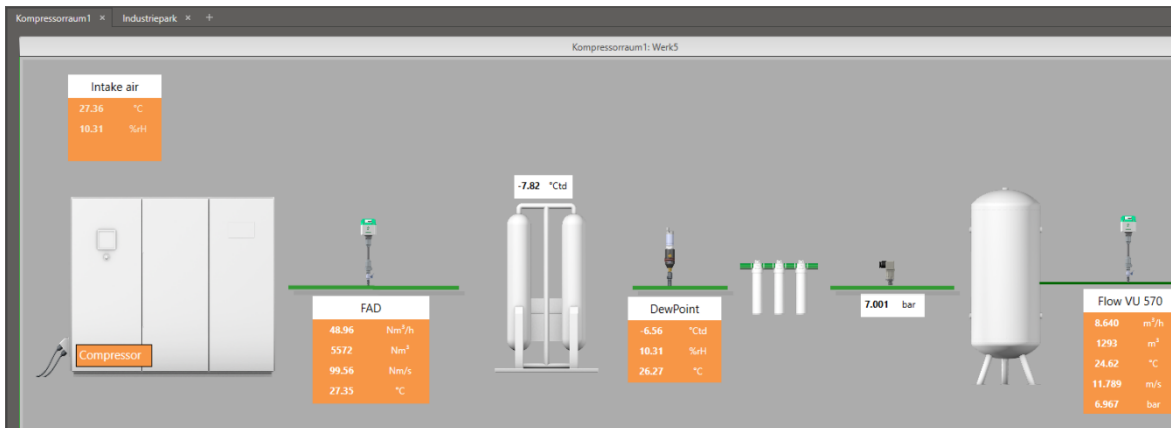 Kompressorraum1 × Industriepark × +
Kompressorraum1: Werk5
Intake air
27.36 °C
10.31 %rH
-7.82 °Ctd
Compressor
FAD
48.96 Nm³/h
5572 Nm³
99.56 Nm/s
27.35 °C
DewPoint
-6.56 °Ctd
10.31 %rH
26.27 °C
7.001 bar
Flow VU 570
8.640 m³/h
1293 m³
24.62 °C
11.789 m/s
6.967 bar